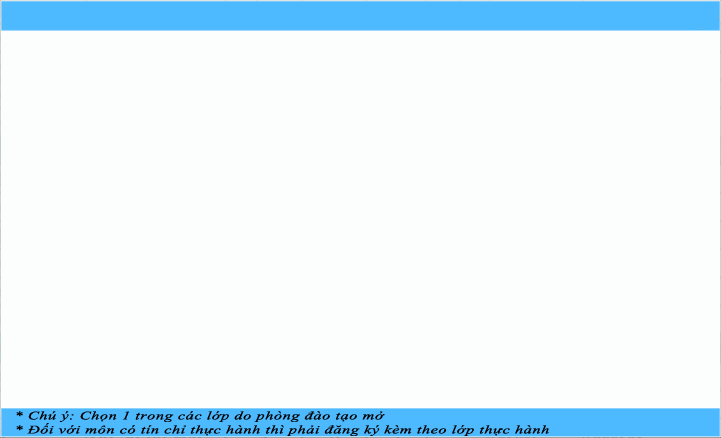 * Chú ý: Chọn 1 trong các lớp do phòng đào tạo mở
* Đối với môn có tín chỉ thực hành thì phải đăng ký kèm theo lớp thực hành